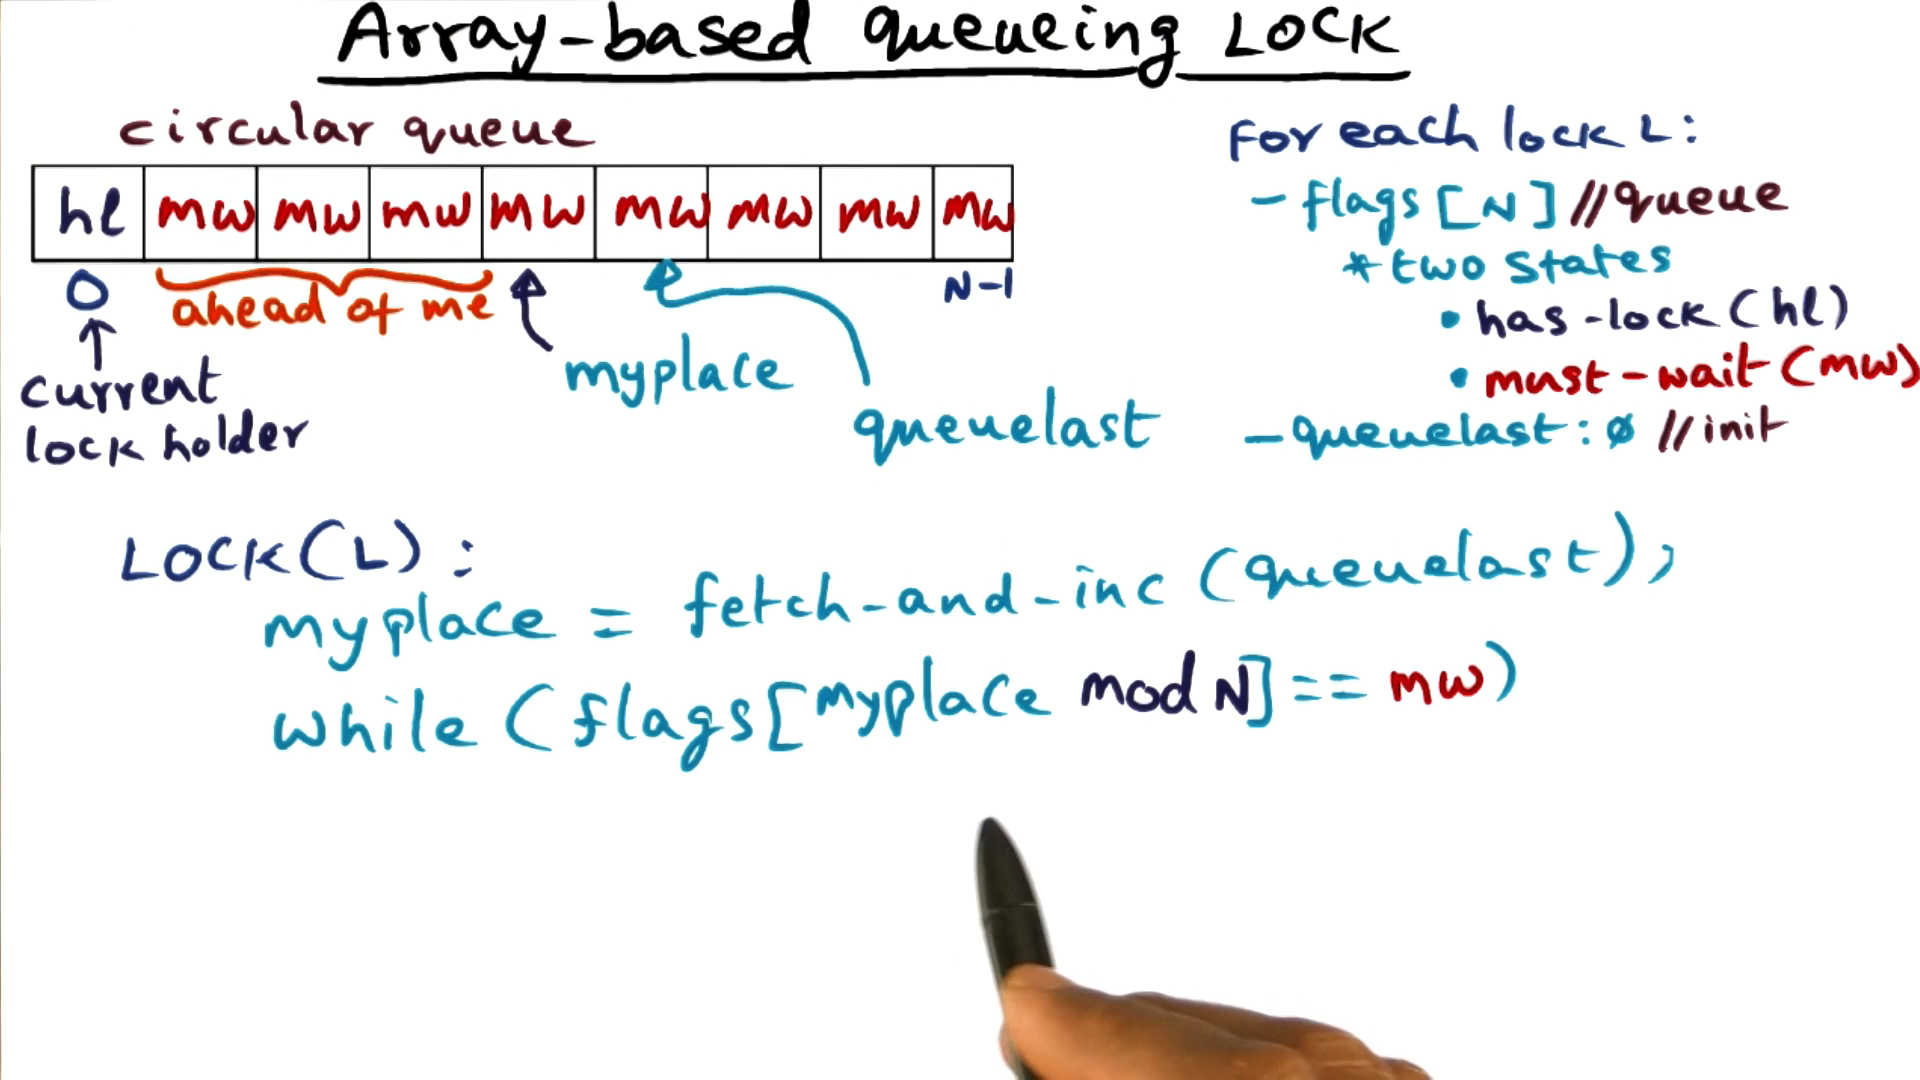 Array-based queueing LOCK
circular queue
hl mw mw mw mw mw mw mw mw
0 N-1
ahead of me
current
lock holder
myplace
queuelast
For each lock L:
- flags [N] //queue
* two states
• has-lock (hl)
• must-wait (mw)
- queuelast: ø //init
LOCK(L) :
myplace = fetch-and-inc (queuelast);
while (flags[myplace mod N] == mw)